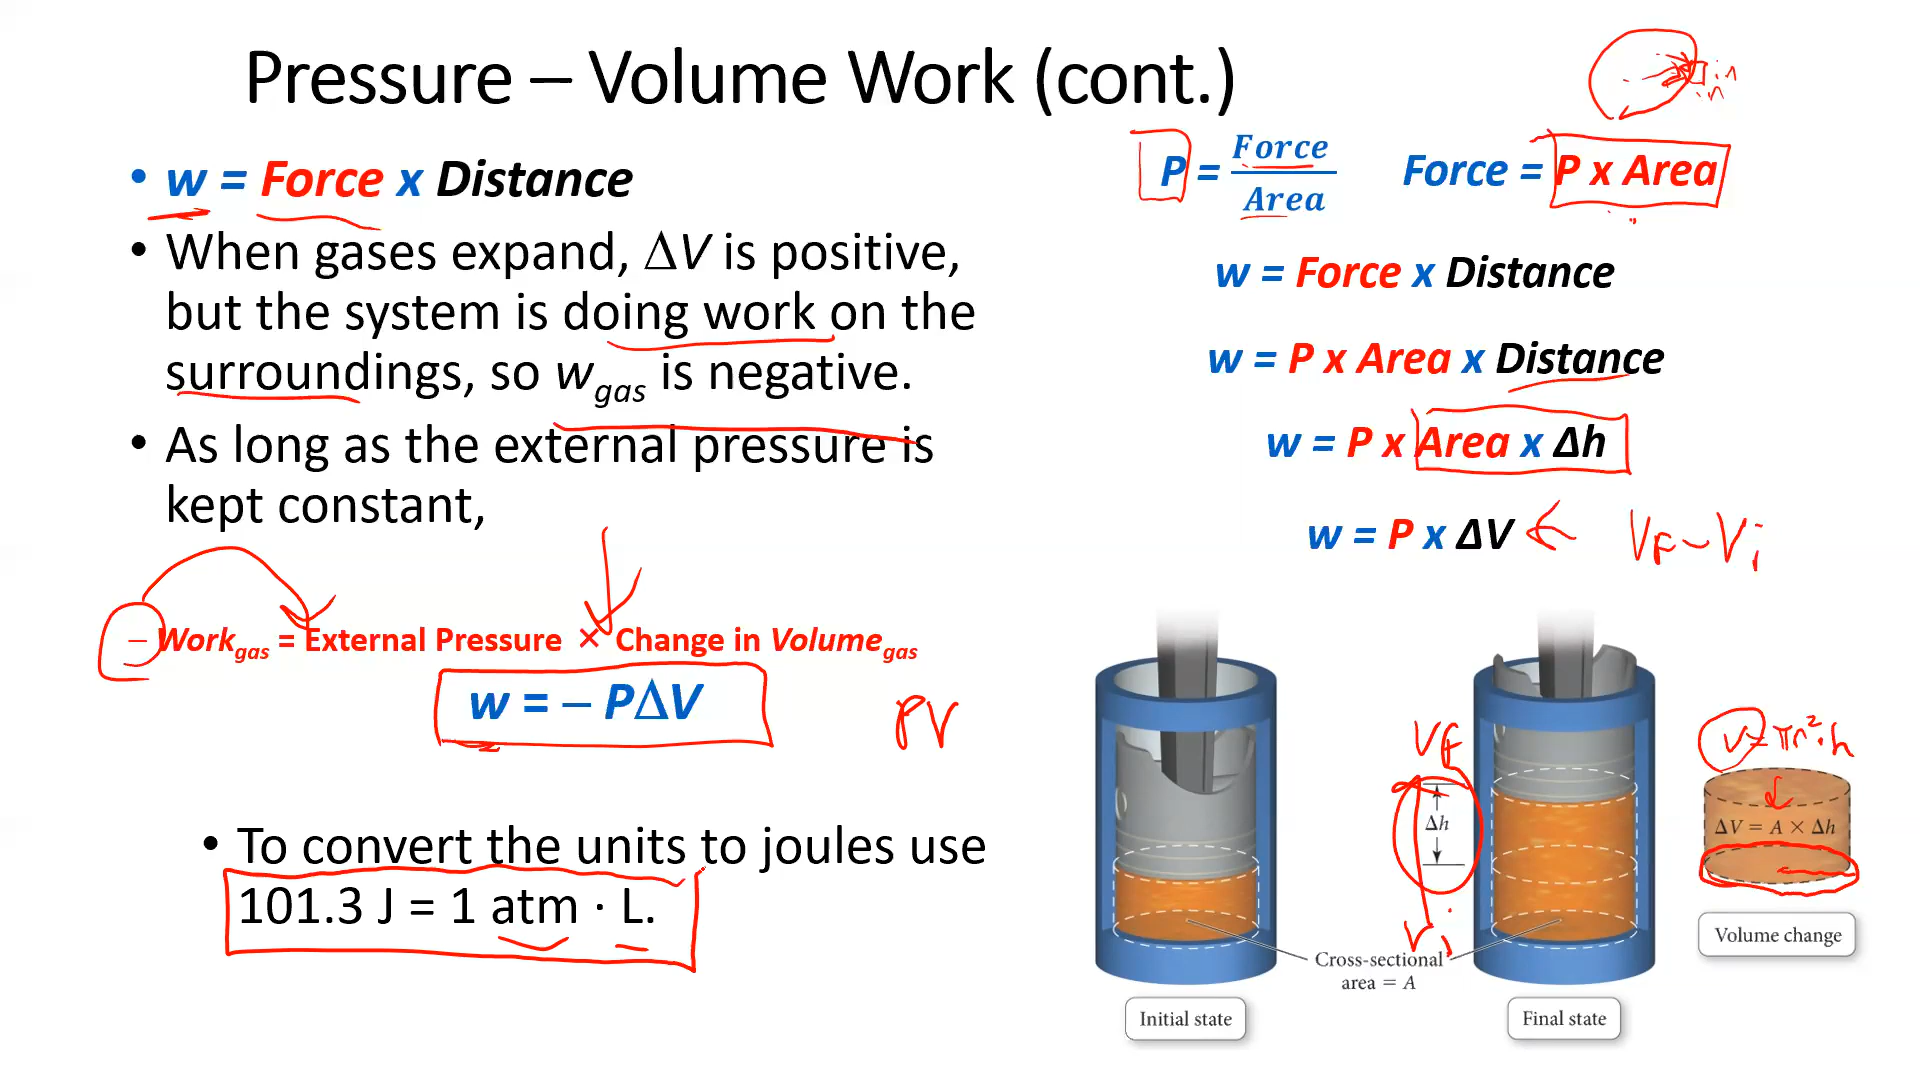 Pressure – Volume Work (cont.)
• w = Force x Distance
• When gases expand, ΔV is positive,
but the system is doing work on the
surroundings, so wgas is negative.
• As long as the external pressure is
kept constant,
– Workgas = External Pressure × Change in Volumegas
w = – PΔV
PV
• To convert the units to joules use
101.3 J = 1 atm · L.
in
in
P = Force / Area
Force = P x Area
w = Force x Distance
w = P x Area x Distance
w = P x Area x Δh
w = P x ΔV
VF – Vi
Vf
Δh
Vi
V = πr²·h
ΔV = A × Δh
Volume change
Cross-sectional
area = A
Initial state
Final state